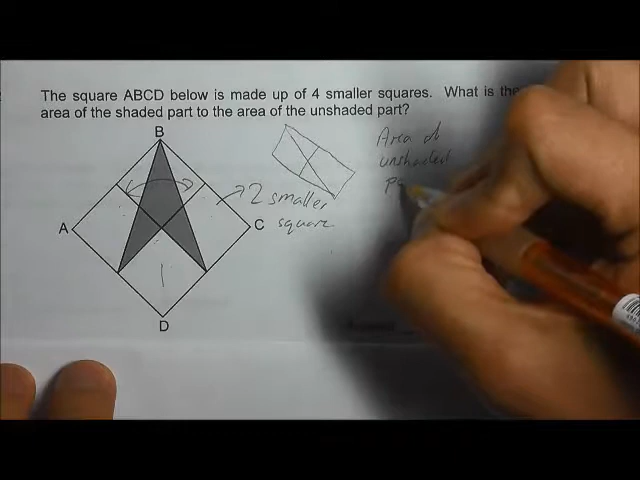 The square ABCD below is made up of 4 smaller squares. What is the
area of the shaded part to the area of the unshaded part?
B
Area of
unshaded
2 smaller
A
C
square
1
D